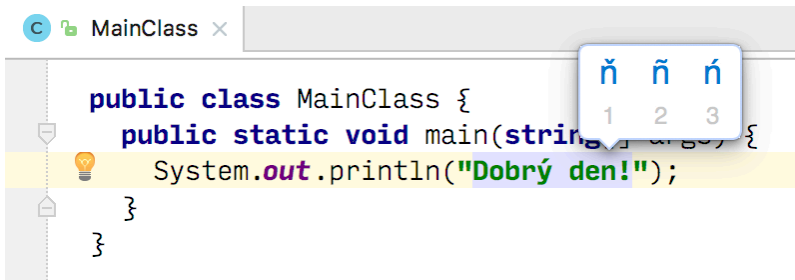 C MainClass
ň ñ ń
1 2 3
public class MainClass {
public static void main(string args) {
System.out.println("Dobrý den!");
}
}